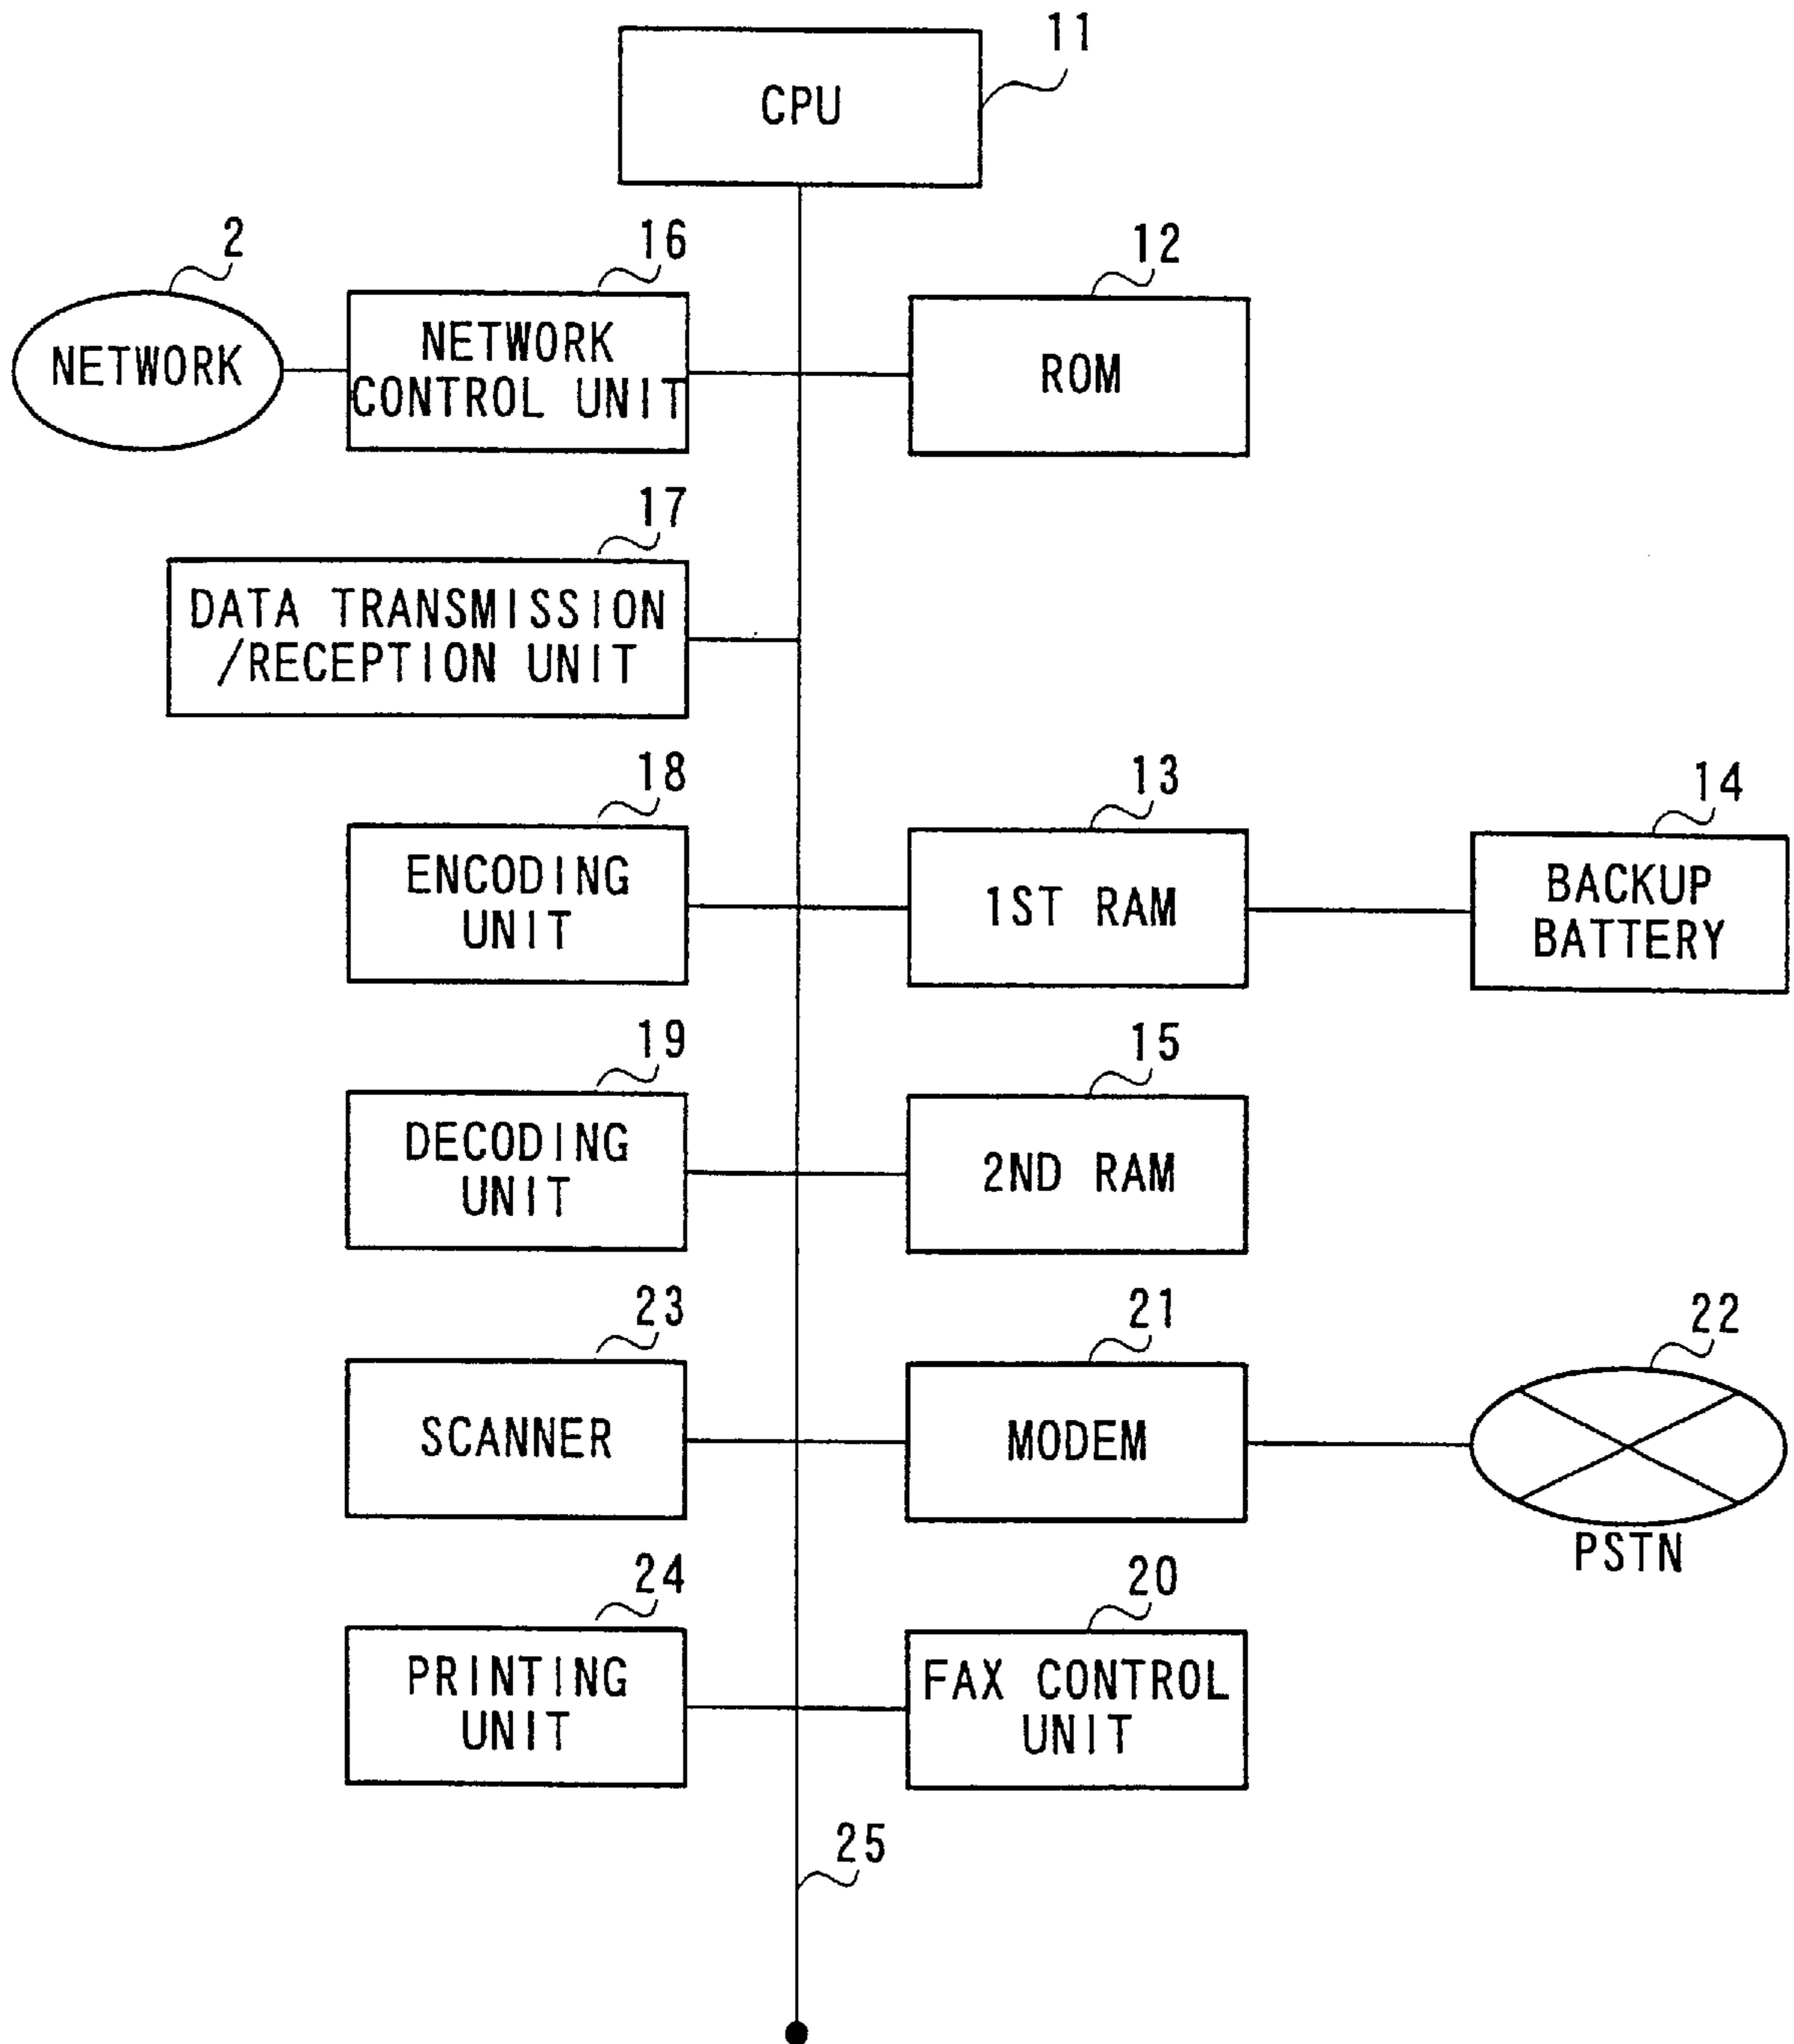 11
CPU
2
16
12
NETWORK
NETWORK
CONTROL UNIT
ROM
17
DATA TRANSMISSION
/RECEPTION UNIT
18
13
14
ENCODING
UNIT
1ST RAM
BACKUP
BATTERY
19
15
DECODING
UNIT
2ND RAM
23
21
22
SCANNER
MODEM
PSTN
24
20
PRINTING
UNIT
FAX CONTROL
UNIT
25